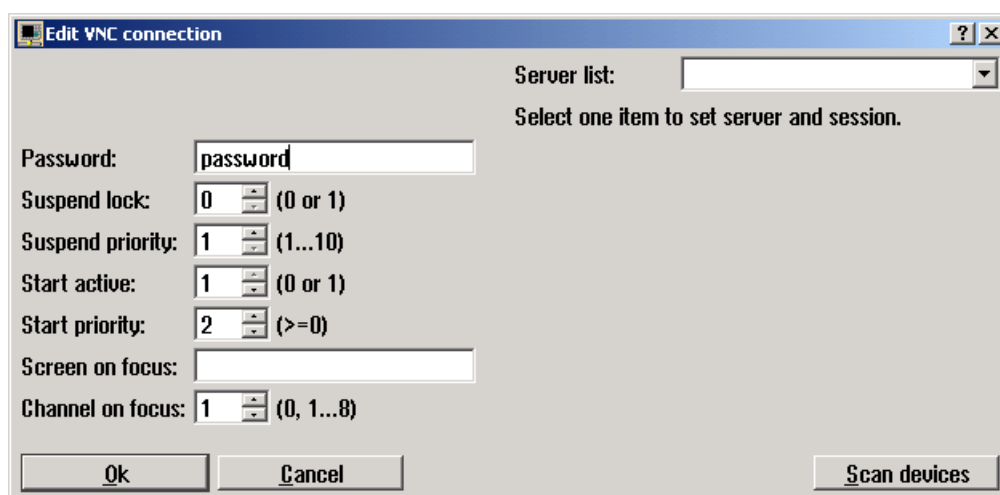 Edit VNC connection
Server list:
Select one item to set server and session.
Password: password
Suspend lock: 0 (0 or 1)
Suspend priority: 1 (1...10)
Start active: 1 (0 or 1)
Start priority: 2 (>=0)
Screen on focus:
Channel on focus: 1 (0, 1...8)
Ok Cancel Scan devices